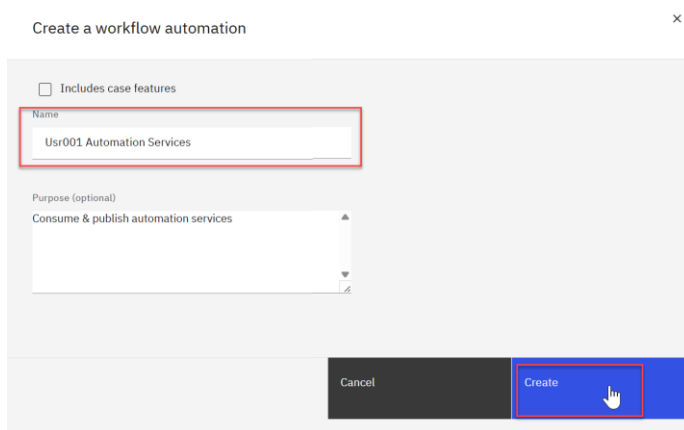 Create a workflow automation
Includes case features
Name
Usr001 Automation Services
Purpose (optional)
Consume & publish automation services
Cancel
Create